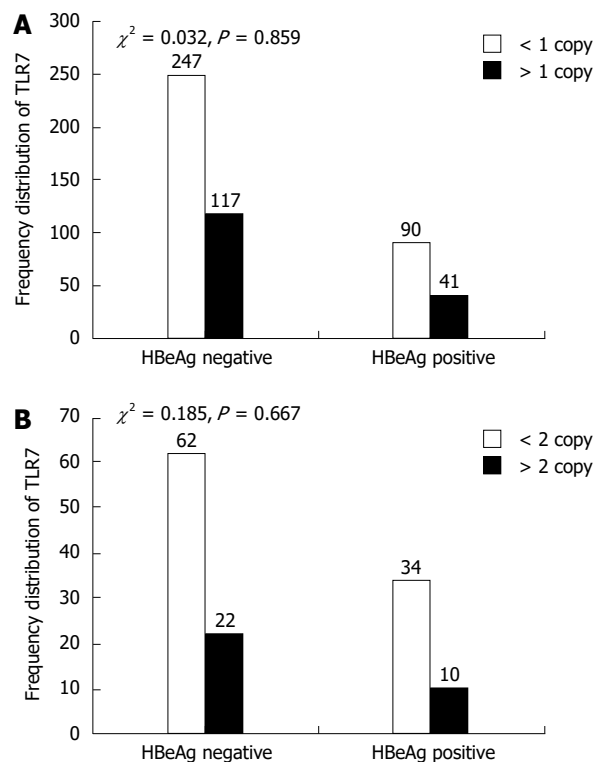 A
χ² = 0.032, P = 0.859
< 1 copy
> 1 copy
Frequency distribution of TLR7
300
250
200
150
100
50
0
247
117
90
41
HBeAg negative
HBeAg positive
B
χ² = 0.185, P = 0.667
< 2 copy
> 2 copy
Frequency distribution of TLR7
70
60
50
40
30
20
10
0
62
22
34
10
HBeAg negative
HBeAg positive